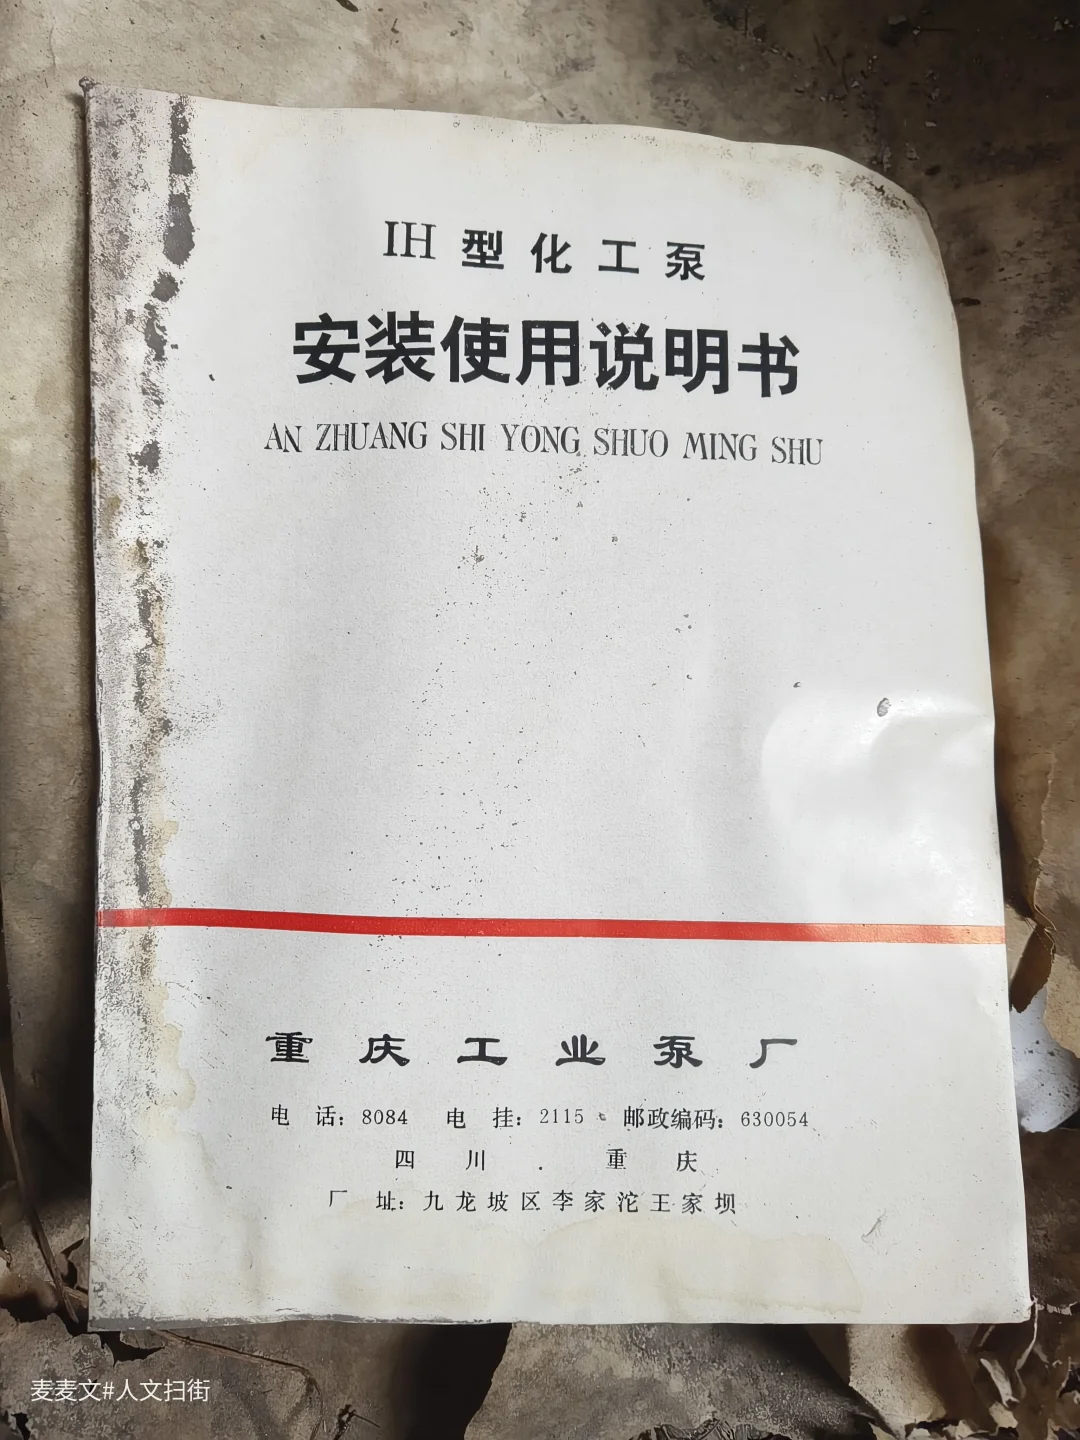 IH 型化工泵
安装使用说明书
AN ZHUANG SHI YONG SHUO MING SHU
重庆工业泵厂
电 话：8084 电 挂：2115 邮政编码：630054
四 川 . 重 庆
厂 址：九龙坡区李家沱王家坝
麦麦文#人文扫街